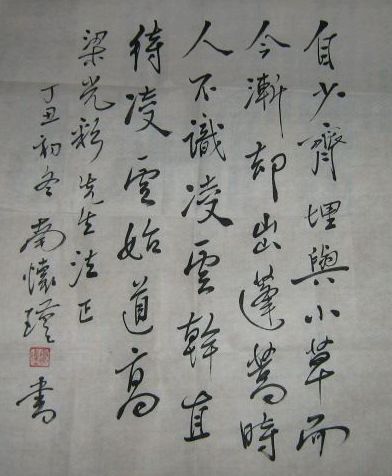 自少齊埋與小草而
今漸却出蓬蒿時
人不識凌雲幹直
待凌雲始道高
梁光彩先生法正
丁丑初冬南懷瑾書